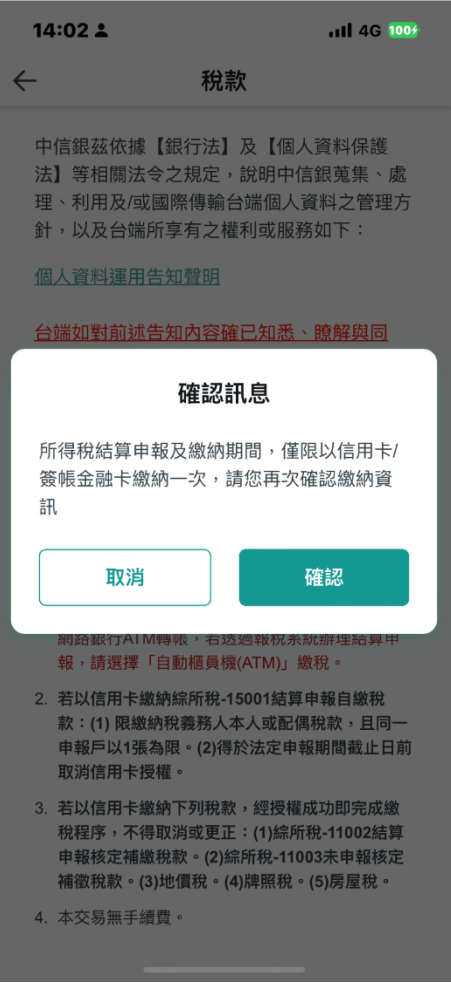 14:02
4G 100
稅款
中信銀茲依據【銀行法】及【個人資料保護
法】等相關法令之規定，說明中信銀蒐集、處
理、利用及/或國際傳輸台端個人資料之管理方
針，以及台端所享有之權利或服務如下：
個人資料運用告知聲明
台端如對前述告知內容確已知悉、瞭解與同
確認訊息
所得稅結算申報及繳納期間，僅限以信用卡/
簽帳金融卡繳納一次，請您再次確認繳納資
訊
取消
確認
網路銀行ATM轉帳，若透過報稅系統辦理結算申
報，請選擇「自動櫃員機(ATM)」繳稅。
2. 若以信用卡繳納綜所稅-15001結算申報自繳稅
款：(1) 限繳納稅義務人本人或配偶稅款，且同一
申報戶以1張為限。(2)得於法定申報期間截止日前
取消信用卡授權。
3. 若以信用卡繳納下列稅款，經授權成功即完成繳
稅程序，不得取消或更正：(1)綜所稅-11002結算
申報核定補繳稅款。(2)綜所稅-11003未申報核定
補徵稅款。(3)地價稅。(4)牌照稅。(5)房屋稅。
4. 本交易無手續費。